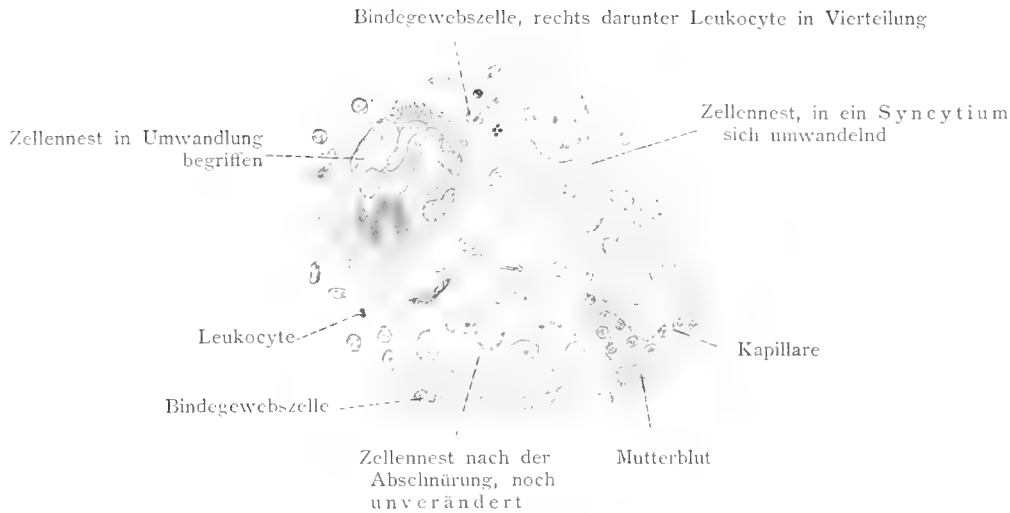 Bindegewebszelle, rechts darunter Leukocyte in Vierteilung
Zellennest, in ein Syncytium
sich umwandelnd
Zellennest in Umwandlung
begriffen
Leukocyte
Kapillare
Bindegewebszelle
Zellennest nach der
Abschnürung, noch
unverändert
Mutterblut